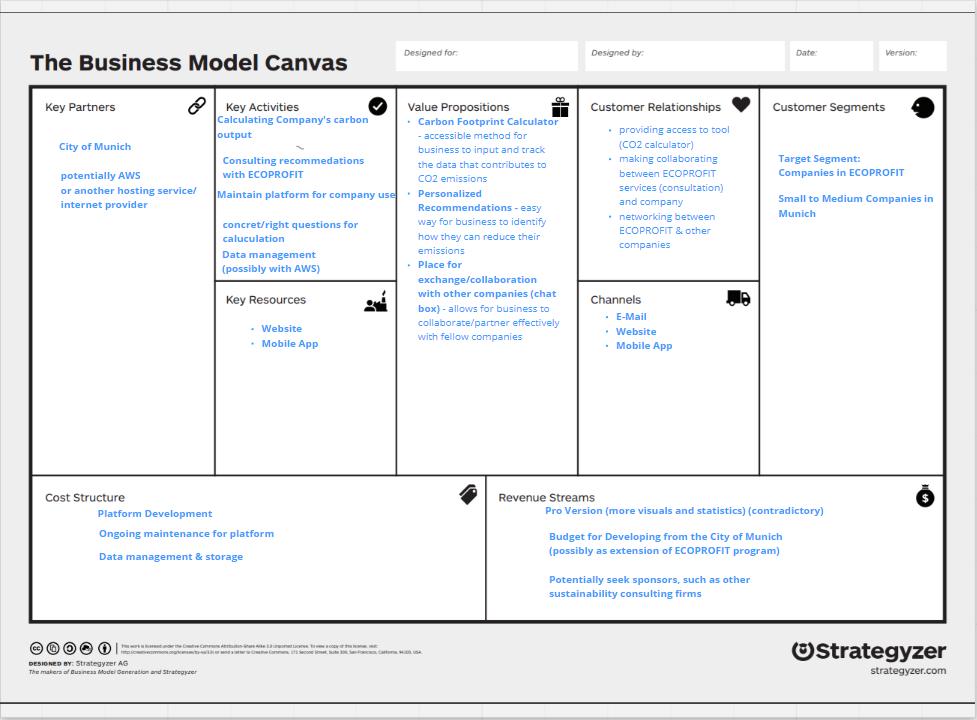 The Business Model Canvas
Designed for:
Designed by:
Date:
Version:
Key Partners
City of Munich
potentially AWS
or another hosting service/
internet provider
Key Activities
Calculating Company's carbon
output
Consulting recommedations
with ECOPROFIT
Maintain platform for company use
concret/right questions for
caluculation
Data management
(possibly with AWS)
Key Resources
• Website
• Mobile App
Value Propositions
• Carbon Footprint Calculator
- accessible method for
business to input and track
the data that contributes to
CO2 emissions
• Personalized
Recommendations - easy
way for business to identify
how they can reduce their
emissions
• Place for
exchange/collaboration
with other companies (chat
box) - allows for business to
collaborate/partner effectively
with fellow companies
Customer Relationships
• providing access to tool
(CO2 calculator)
• making collaborating
between ECOPROFIT
services (consultation)
and company
• networking between
ECOPROFIT & other
companies
Channels
• E-Mail
• Website
• Mobile App
Customer Segments
Target Segment:
Companies in ECOPROFIT
Small to Medium Companies in
Munich
Cost Structure
Platform Development
Ongoing maintenance for platform
Data management & storage
Revenue Streams
Pro Version (more visuals and statistics) (contradictory)
Budget for Developing from the City of Munich
(possibly as extension of ECOPROFIT program)
Potentially seek sponsors, such as other
sustainability consulting firms
This work is licensed under the Creative Commons Attribution-Share Alike 3.0 Unported License. To view a copy of this license, visit:
http://creativecommons.org/licenses/by-sa/3.0/ or send a letter to Creative Commons, 171 Second Street, Suite 300, San Francisco, California, 94105, USA.
DESIGNED BY: Strategyzer AG
The makers of Business Model Generation and Strategyzer
Strategyzer
strategyzer.com